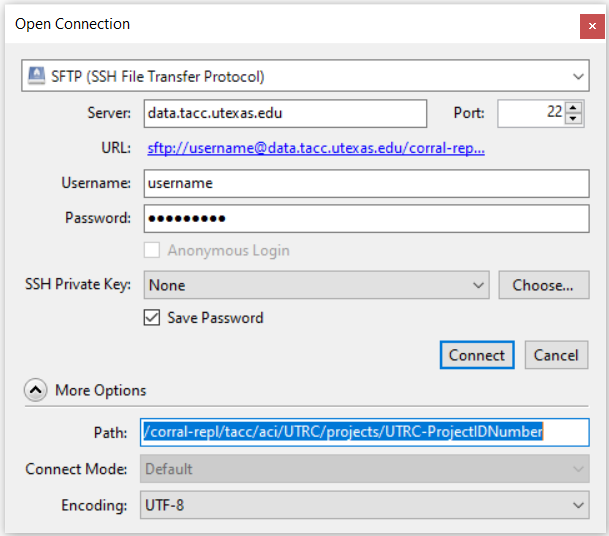 Open Connection
SFTP (SSH File Transfer Protocol)
Server: data.tacc.utexas.edu Port: 22
URL: sftp://username@data.tacc.utexas.edu/corral-rep...
Username: username
Password: ●●●●●●●●●
Anonymous Login
SSH Private Key: None Choose...
Save Password
Connect Cancel
More Options
Path: /corral-repl/tacc/aci/UTRC/projects/UTRC-ProjectIDNumber
Connect Mode: Default
Encoding: UTF-8